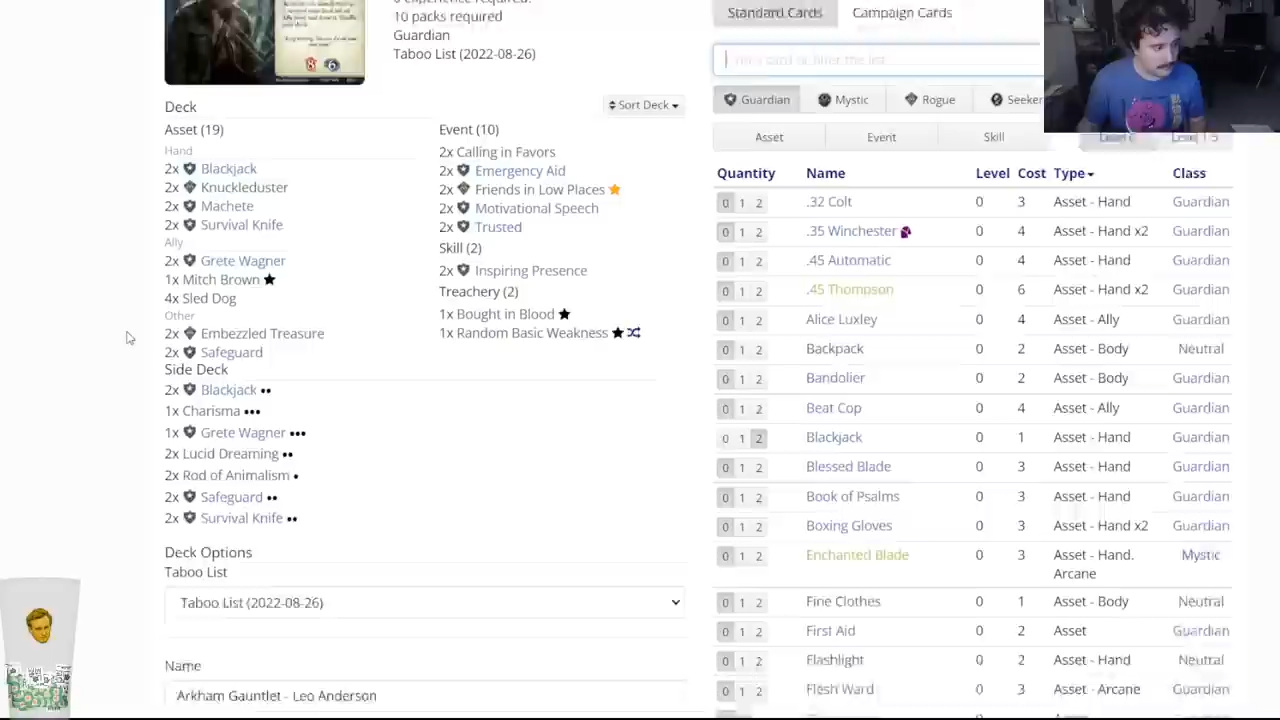 0 experience required.
10 packs required
Guardian
Taboo List (2022-08-26)
Deck
Sort Deck
Asset (19)
Hand
2x Blackjack
2x Knuckleduster
2x Machete
2x Survival Knife
Ally
2x Grete Wagner
1x Mitch Brown
4x Sled Dog
Other
2x Embezzled Treasure
2x Safeguard
Event (10)
2x Calling in Favors
2x Emergency Aid
2x Friends in Low Places
2x Motivational Speech
2x Trusted
Skill (2)
2x Inspiring Presence
Treachery (2)
1x Bought in Blood
1x Random Basic Weakness
Side Deck
2x Blackjack
1x Charisma
1x Grete Wagner
2x Lucid Dreaming
2x Rod of Animalism
2x Safeguard
2x Survival Knife
Deck Options
Taboo List
Taboo List (2022-08-26)
Name
Arkham Gauntlet - Leo Anderson
Campaign Cards
Guardian Mystic Rogue Seeker
Asset Event Skill
Quantity Name Level Cost Type Class
0 1 2 .32 Colt 0 3 Asset - Hand Guardian
0 1 2 .35 Winchester 0 4 Asset - Hand x2 Guardian
0 1 2 .45 Automatic 0 4 Asset - Hand Guardian
0 1 2 .45 Thompson 0 6 Asset - Hand x2 Guardian
0 1 2 Alice Luxley 0 4 Asset - Ally Guardian
0 1 2 Backpack 0 2 Asset - Body Neutral
0 1 2 Bandolier 0 2 Asset - Body Guardian
0 1 2 Beat Cop 0 4 Asset - Ally Guardian
0 1 2 Blackjack 0 1 Asset - Hand Guardian
0 1 2 Blessed Blade 0 3 Asset - Hand Guardian
0 1 2 Book of Psalms 0 3 Asset - Hand Guardian
0 1 2 Boxing Gloves 0 3 Asset - Hand x2 Guardian
0 1 2 Enchanted Blade 0 3 Asset - Hand. Mystic
Arcane
0 1 2 Fine Clothes 0 1 Asset - Body Neutral
0 1 2 First Aid 0 2 Asset Guardian
0 1 2 Flashlight 0 2 Asset - Hand Neutral
0 1 2 Flesh Ward 0 3 Asset - Arcane Guardian